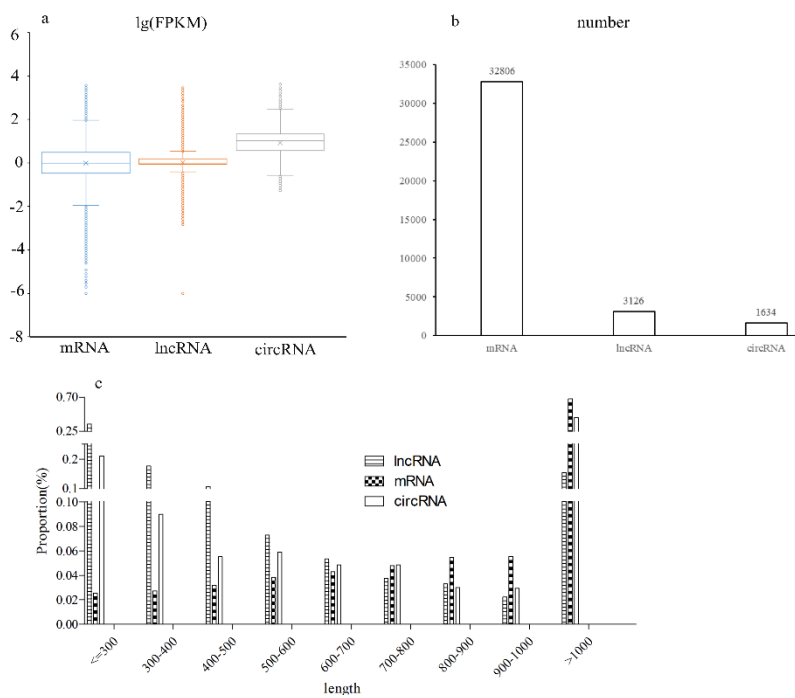 a
lg(FPKM)
6
4
2
0
-2
-4
-6
-8
mRNA
lncRNA
circRNA
b
number
35000
30000
25000
20000
15000
10000
5000
0
32806
3126
1634
mRNA
lncRNA
circRNA
c
Proportion(%)
0.70
0.25
0.2
0.1
0.10
0.08
0.06
0.04
0.02
0.00
lncRNA
mRNA
circRNA
<=300
300-400
400-500
500-600
600-700
700-800
800-900
900-1000
>1000
length